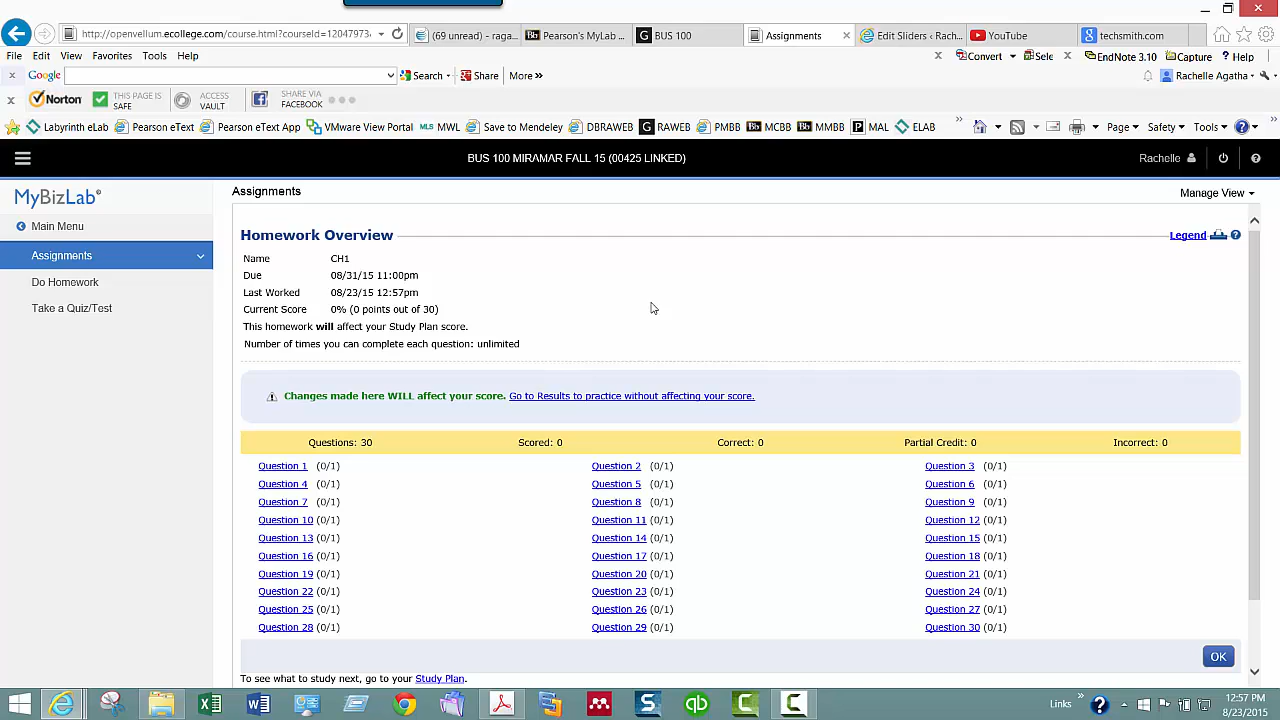 http://openvellum.ecollege.com/course.html?courseId=12047973
(69 unread) - raga...
Bb Pearson's MyLab ...
G BUS 100
Assignments
Edit Sliders ‹ Rach...
YouTube
techsmith.com
File Edit View Favorites Tools Help
Convert
Sele
EndNote 3.10
Capture
Help
Google
Search
Share
More »
Rachelle Agatha
Norton
THIS PAGE IS
SAFE
ACCESS
VAULT
SHARE VIA
FACEBOOK
Labyrinth eLab
Pearson eText
Pearson eText App
VMware View Portal
MLS MWL
Save to Mendeley
DBRAWEB
G RAWEB
PMBB
Bb MCBB
Bb MMBB
P MAL
ELAB
Page
Safety
Tools
BUS 100 MIRAMAR FALL 15 (00425 LINKED)
Rachelle
MyBizLab®
Main Menu
Assignments
Do Homework
Take a Quiz/Test
Assignments
Manage View
Homework Overview
Legend
Name CH1
Due 08/31/15 11:00pm
Last Worked 08/23/15 12:57pm
Current Score 0% (0 points out of 30)
This homework will affect your Study Plan score.
Number of times you can complete each question: unlimited
Changes made here WILL affect your score. Go to Results to practice without affecting your score.
Questions: 30 Scored: 0 Correct: 0 Partial Credit: 0 Incorrect: 0
Question 1 (0/1) Question 2 (0/1) Question 3 (0/1)
Question 4 (0/1) Question 5 (0/1) Question 6 (0/1)
Question 7 (0/1) Question 8 (0/1) Question 9 (0/1)
Question 10 (0/1) Question 11 (0/1) Question 12 (0/1)
Question 13 (0/1) Question 14 (0/1) Question 15 (0/1)
Question 16 (0/1) Question 17 (0/1) Question 18 (0/1)
Question 19 (0/1) Question 20 (0/1) Question 21 (0/1)
Question 22 (0/1) Question 23 (0/1) Question 24 (0/1)
Question 25 (0/1) Question 26 (0/1) Question 27 (0/1)
Question 28 (0/1) Question 29 (0/1) Question 30 (0/1)
OK
To see what to study next, go to your Study Plan.
Links
12:57 PM
8/23/2015